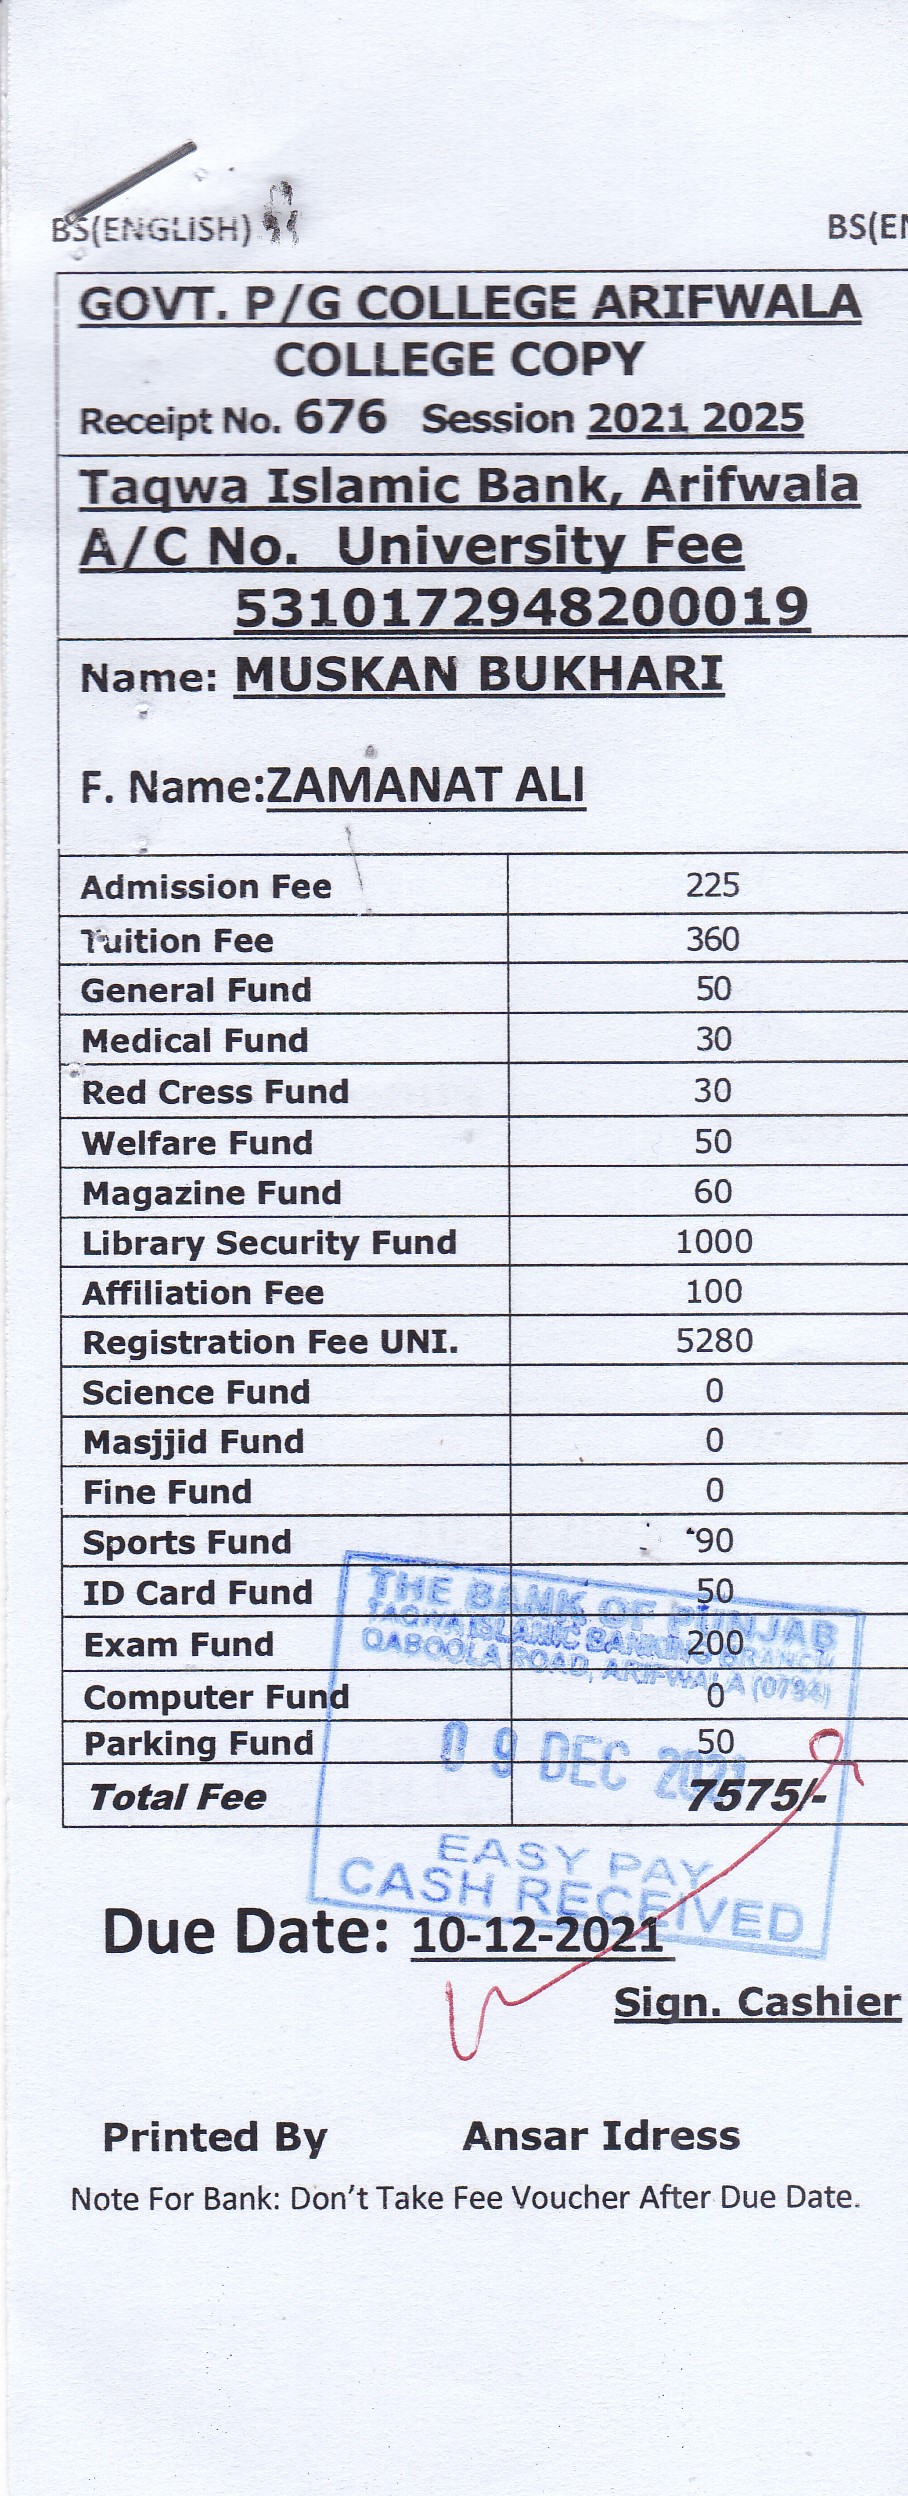 BS(ENGLISH)
BS(EN
GOVT. P/G COLLEGE ARIFWALA
COLLEGE COPY
Receipt No. 676 Session 2021 2025
Taqwa Islamic Bank, Arifwala
A/C No. University Fee
5310172948200019
Name: MUSKAN BUKHARI
F. Name:ZAMANAT ALI
Admission Fee 225
Tuition Fee 360
General Fund 50
Medical Fund 30
Red Cress Fund 30
Welfare Fund 50
Magazine Fund 60
Library Security Fund 1000
Affiliation Fee 100
Registration Fee UNI. 5280
Science Fund 0
Masjjid Fund 0
Fine Fund 0
Sports Fund 90
ID Card Fund 50
Exam Fund 200
Computer Fund 0
Parking Fund 50
Total Fee 7575/-
THE BANK OF PUNJAB
TAQWA ISLAMIC BANKING BRANCH
QABOOLA ROAD, ARIFWALA (0794)
09 DEC 2021
EASY PAY
CASH RECEIVED
Due Date: 10-12-2021
Sign. Cashier
Printed By Ansar Idress
Note For Bank: Don't Take Fee Voucher After Due Date.